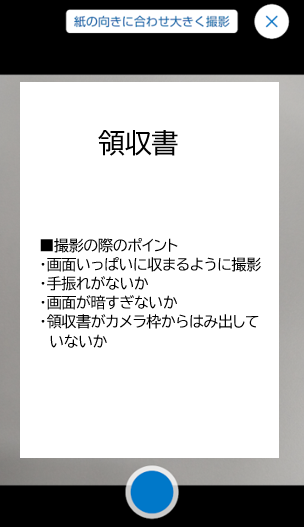 紙の向きに合わせ大きく撮影
領収書
■撮影の際のポイント
・画面いっぱいに収まるように撮影
・手振れがないか
・画面が暗すぎないか
・領収書がカメラ枠からはみ出して
いないか